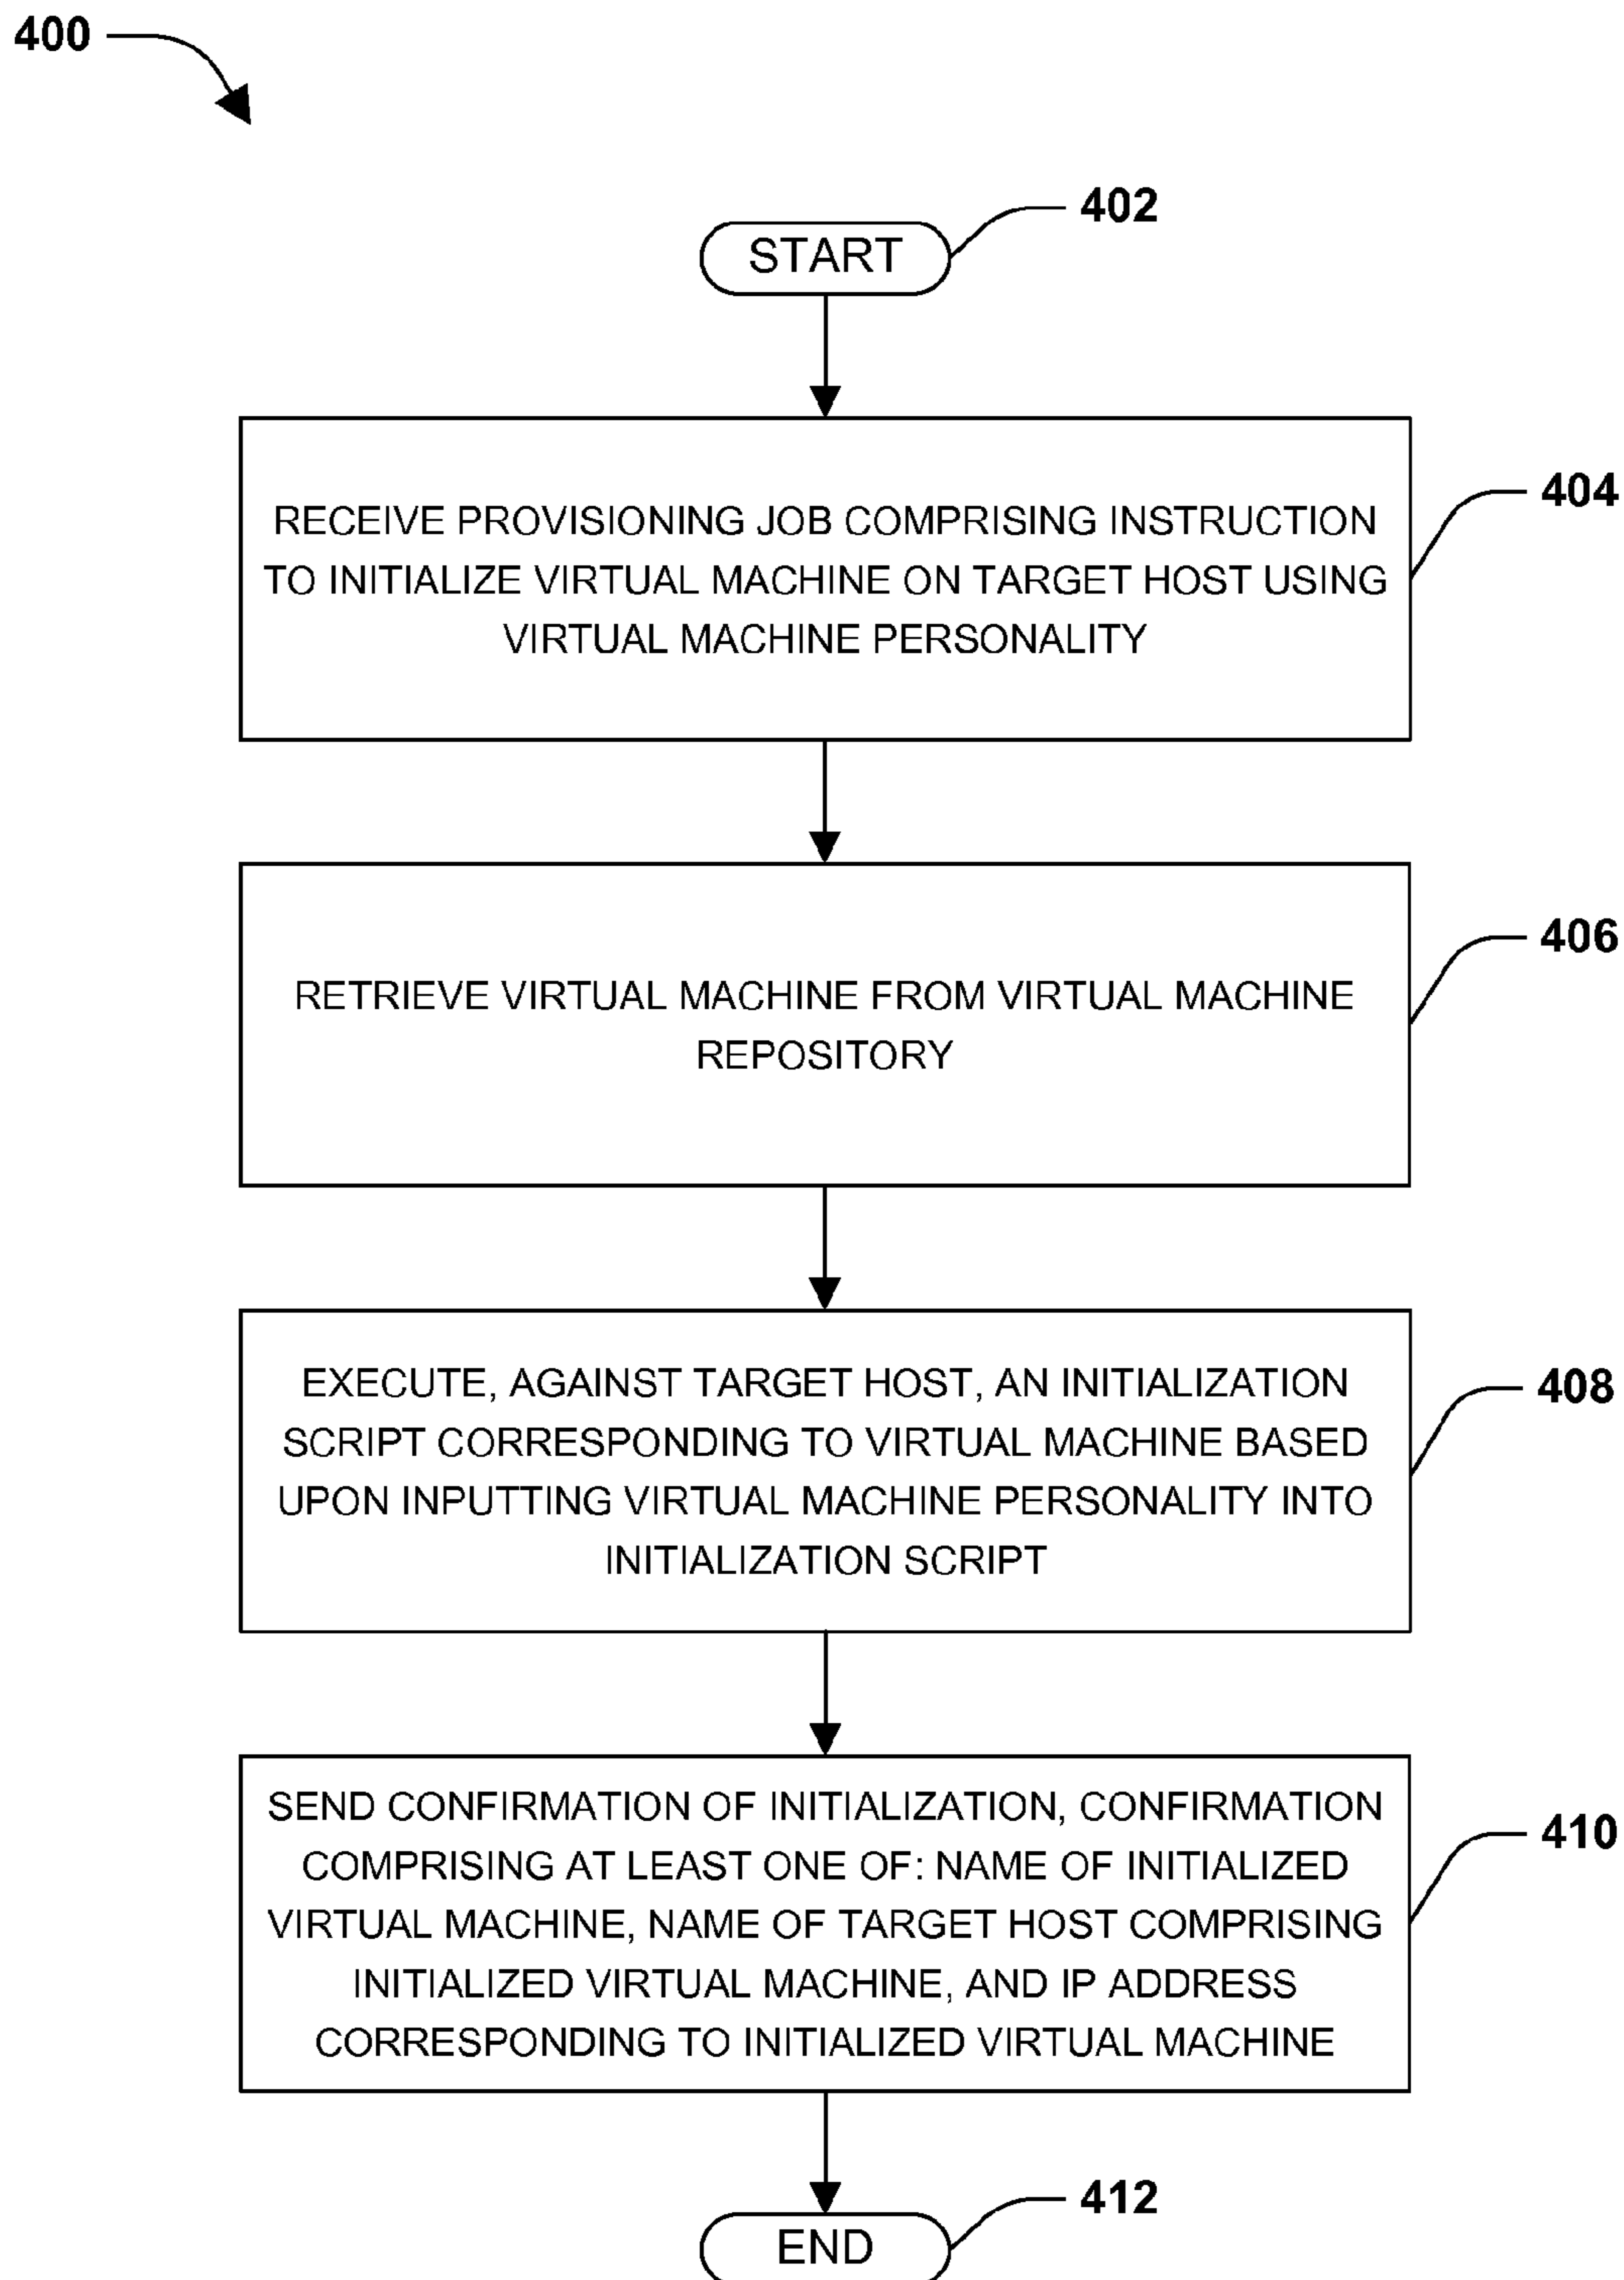 400
402
START
404
RECEIVE PROVISIONING JOB COMPRISING INSTRUCTION
TO INITIALIZE VIRTUAL MACHINE ON TARGET HOST USING
VIRTUAL MACHINE PERSONALITY
406
RETRIEVE VIRTUAL MACHINE FROM VIRTUAL MACHINE
REPOSITORY
408
EXECUTE, AGAINST TARGET HOST, AN INITIALIZATION
SCRIPT CORRESPONDING TO VIRTUAL MACHINE BASED
UPON INPUTTING VIRTUAL MACHINE PERSONALITY INTO
INITIALIZATION SCRIPT
410
SEND CONFIRMATION OF INITIALIZATION, CONFIRMATION
COMPRISING AT LEAST ONE OF: NAME OF INITIALIZED
VIRTUAL MACHINE, NAME OF TARGET HOST COMPRISING
INITIALIZED VIRTUAL MACHINE, AND IP ADDRESS
CORRESPONDING TO INITIALIZED VIRTUAL MACHINE
412
END